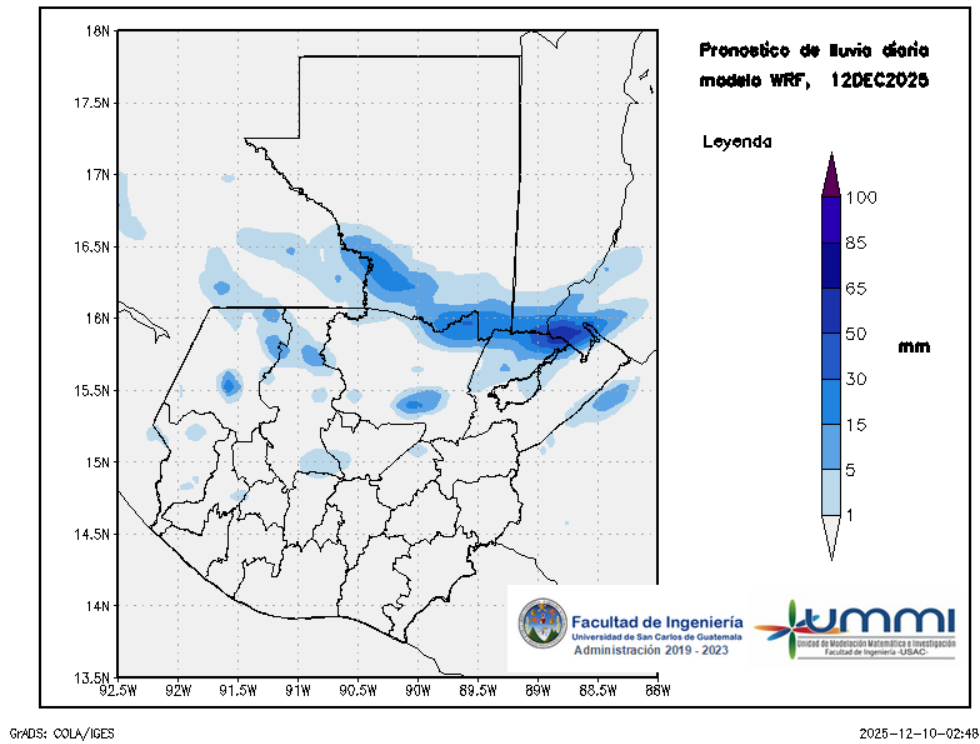 Pronostico de lluvia diaria
modelo WRF, 12DEC2025
Leyenda
100
85
65
50
30
15
5
1
mm
18N
17.5N
17N
16.5N
16N
15.5N
15N
14.5N
14N
13.5N
92.5W
92W
91.5W
91W
90.5W
90W
89.5W
89W
88.5W
88W
Facultad de Ingeniería
Universidad de San Carlos de Guatemala
Administración 2019 - 2023
ummi
Unidad de Modelación Matemática e Investigación
Facultad de Ingeniería -USAC-
GrADS: COLA/IGES
2025-12-10-02:48